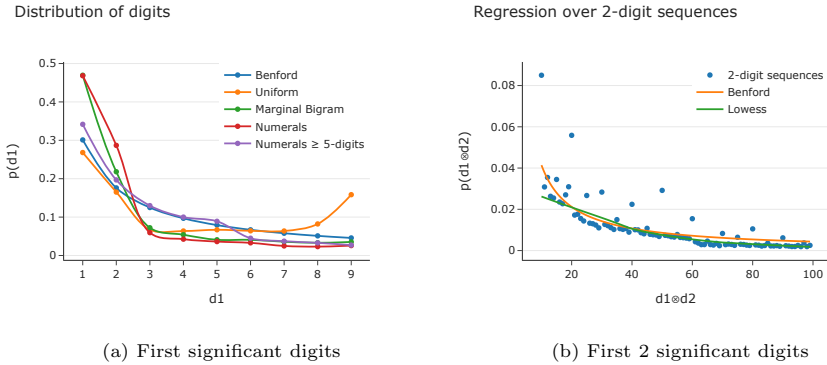 Distribution of digits
0.5
0.4
0.3
0.2
0.1
0
p(d1)
1 2 3 4 5 6 7 8 9
d1
Benford
Uniform
Marginal Bigram
Numerals
Numerals ≥ 5-digits
(a) First significant digits
Regression over 2-digit sequences
0.08
0.06
0.04
0.02
0
p(d1⊗d2)
20 40 60 80 100
d1⊗d2
2-digit sequences
Benford
Lowess
(b) First 2 significant digits